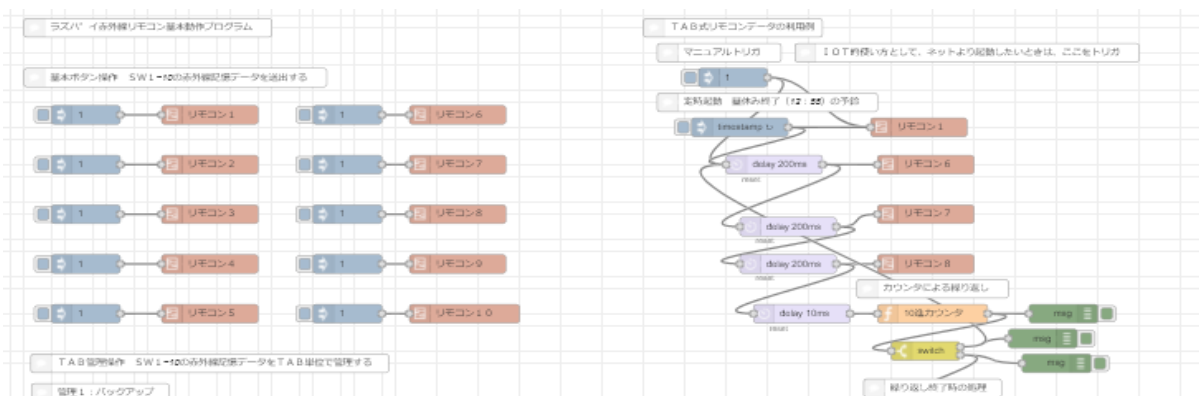 ラズパイ赤外線リモコン基本動作プログラム
基本ボタン操作 SW1-10の赤外線記憶データを送出する
1 リモコン1
1 リモコン6
1 リモコン2
1 リモコン7
1 リモコン3
1 リモコン8
1 リモコン4
1 リモコン9
1 リモコン5
1 リモコン10
TAB管理操作 SW1-10の赤外線記憶データをTAB単位で管理する
管理1：バックアップ
TAB式リモコンデータの利用例
マニュアルトリガ
IOT的使い方として、ネットより起動したいときは、ここをトリガ
1
定時起動 昼休み終了（12：55）の予鈴
timestamp ↻
リモコン1
delay 200ms
リモコン6
reset
リモコン7
delay 200ms
reset
delay 200ms
リモコン8
reset
カウンタによる繰り返し
delay 10ms
10進カウンタ
msg
reset
msg
switch
msg
繰り返し終了時の処理